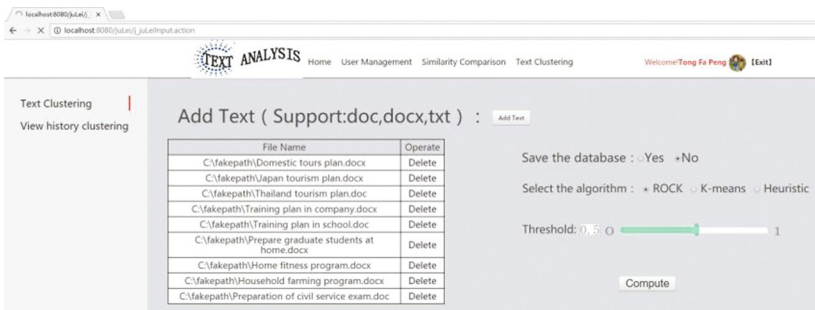 localhost:8080/juLei/j_
localhost:8080/juLei/j_juLeiInput.action
TEXT ANALYSIS
Home User Management Similarity Comparison Text Clustering
Welcome!Tong Fa Peng [Exit]
Text Clustering
View history clustering
Add Text ( Support:doc,docx,txt ) : Add Text
File Name Operate
C:\fakepath\Domestic tours plan.docx Delete
C:\fakepath\Japan tourism plan.docx Delete
C:\fakepath\Thailand tourism plan.doc Delete
C:\fakepath\Training plan in company.docx Delete
C:\fakepath\Training plan in school.doc Delete
C:\fakepath\Prepare graduate students at
home.docx Delete
C:\fakepath\Home fitness program.docx Delete
C:\fakepath\Household farming program.docx Delete
C:\fakepath\Preparation of civil service exam.doc Delete
Save the database : Yes No
Select the algorithm : ROCK K-means Heuristic
Threshold: 0.5 0 1
Compute